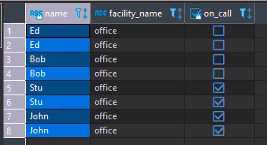 ABC name facility_name on_call
1 Ed office
2 Ed office
3 Bob office
4 Bob office
5 Stu office
6 Stu office
7 John office
8 John office